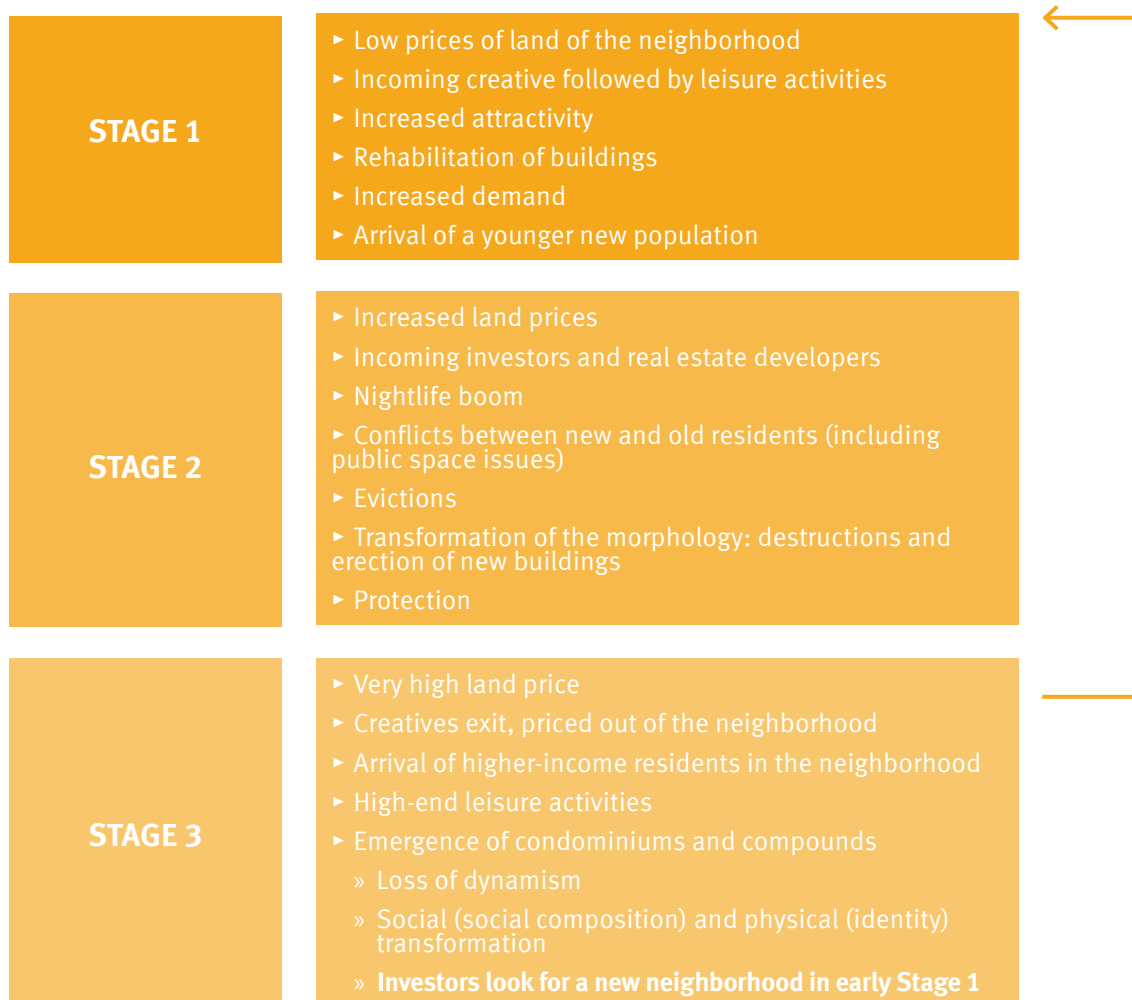 STAGE 1
► Low prices of land of the neighborhood
► Incoming creative followed by leisure activities
► Increased attractivity
► Rehabilitation of buildings
► Increased demand
► Arrival of a younger new population
STAGE 2
► Increased land prices
► Incoming investors and real estate developers
► Nightlife boom
► Conflicts between new and old residents (including
public space issues)
► Evictions
► Transformation of the morphology: destructions and
erection of new buildings
► Protection
STAGE 3
► Very high land price
► Creatives exit, priced out of the neighborhood
► Arrival of higher-income residents in the neighborhood
► High-end leisure activities
► Emergence of condominiums and compounds
» Loss of dynamism
» Social (social composition) and physical (identity)
transformation
» Investors look for a new neighborhood in early Stage 1